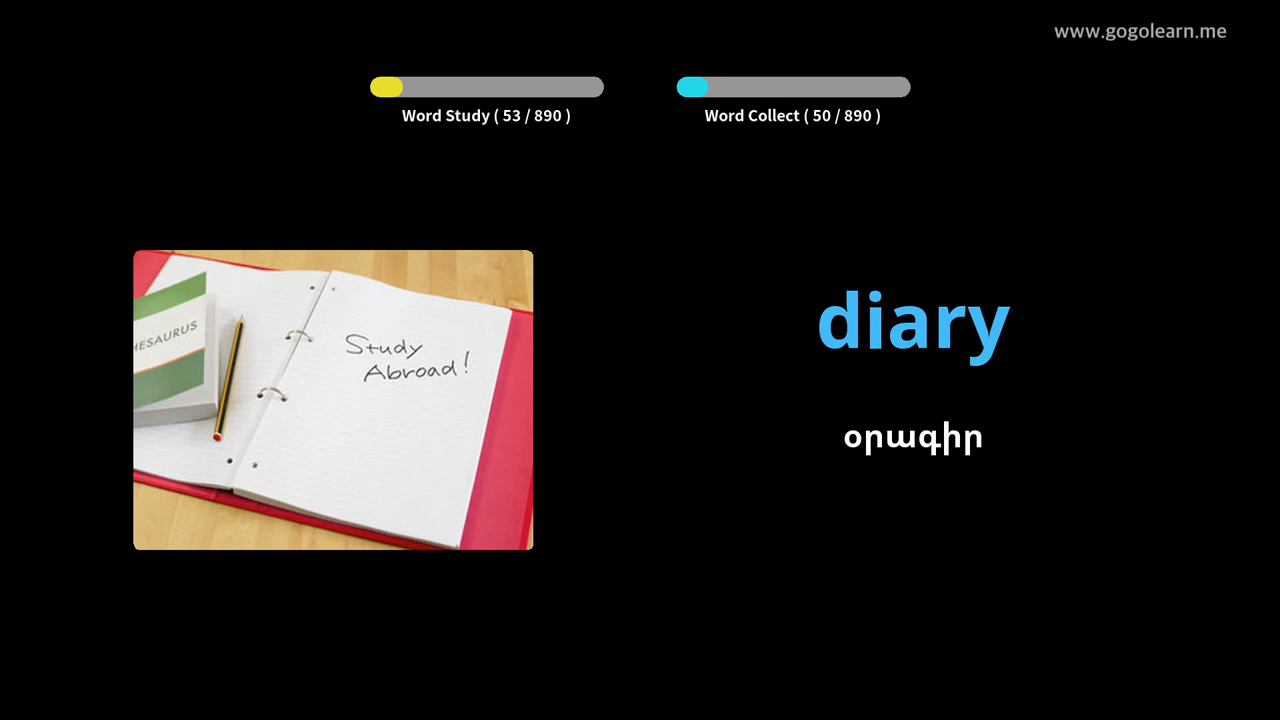 www.gogolearn.me
Word Study ( 53 / 890 )
Word Collect ( 50 / 890 )
HESAURUS
Study
Abroad!
diary
օրագիր